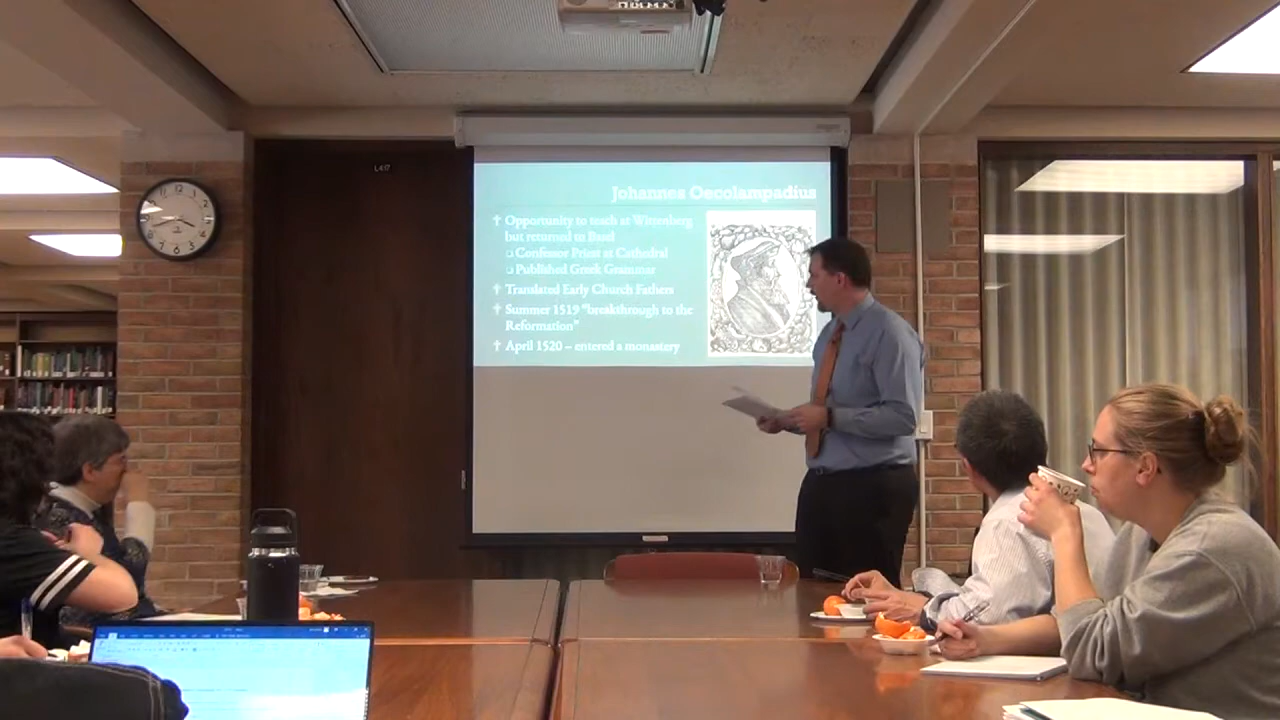 L417
Johannes Oecolampadius
✝ Opportunity to teach at Wittenberg
but returned to Basel
❑ Confessor Priest at Cathedral
❑ Published Greek Grammar
✝ Translated Early Church Fathers
✝ Summer 1519 “breakthrough to the
Reformation”
✝ April 1520 – entered a monastery